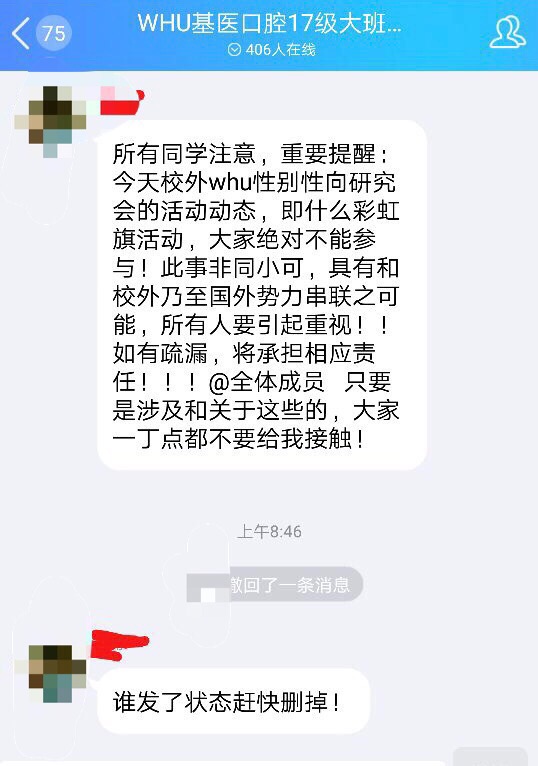 75
WHU基医口腔17级大班...
406人在线
所有同学注意，重要提醒：
今天校外whu性别性向研究
会的活动动态，即什么彩虹
旗活动，大家绝对不能参
与！此事非同小可，具有和
校外乃至国外势力串联之可
能，所有人要引起重视！！
如有疏漏，将承担相应责
任！！！@全体成员 只要
是涉及和关于这些的，大家
一丁点都不要给我接触！
上午8:46
撤回了一条消息
谁发了状态赶快删掉！